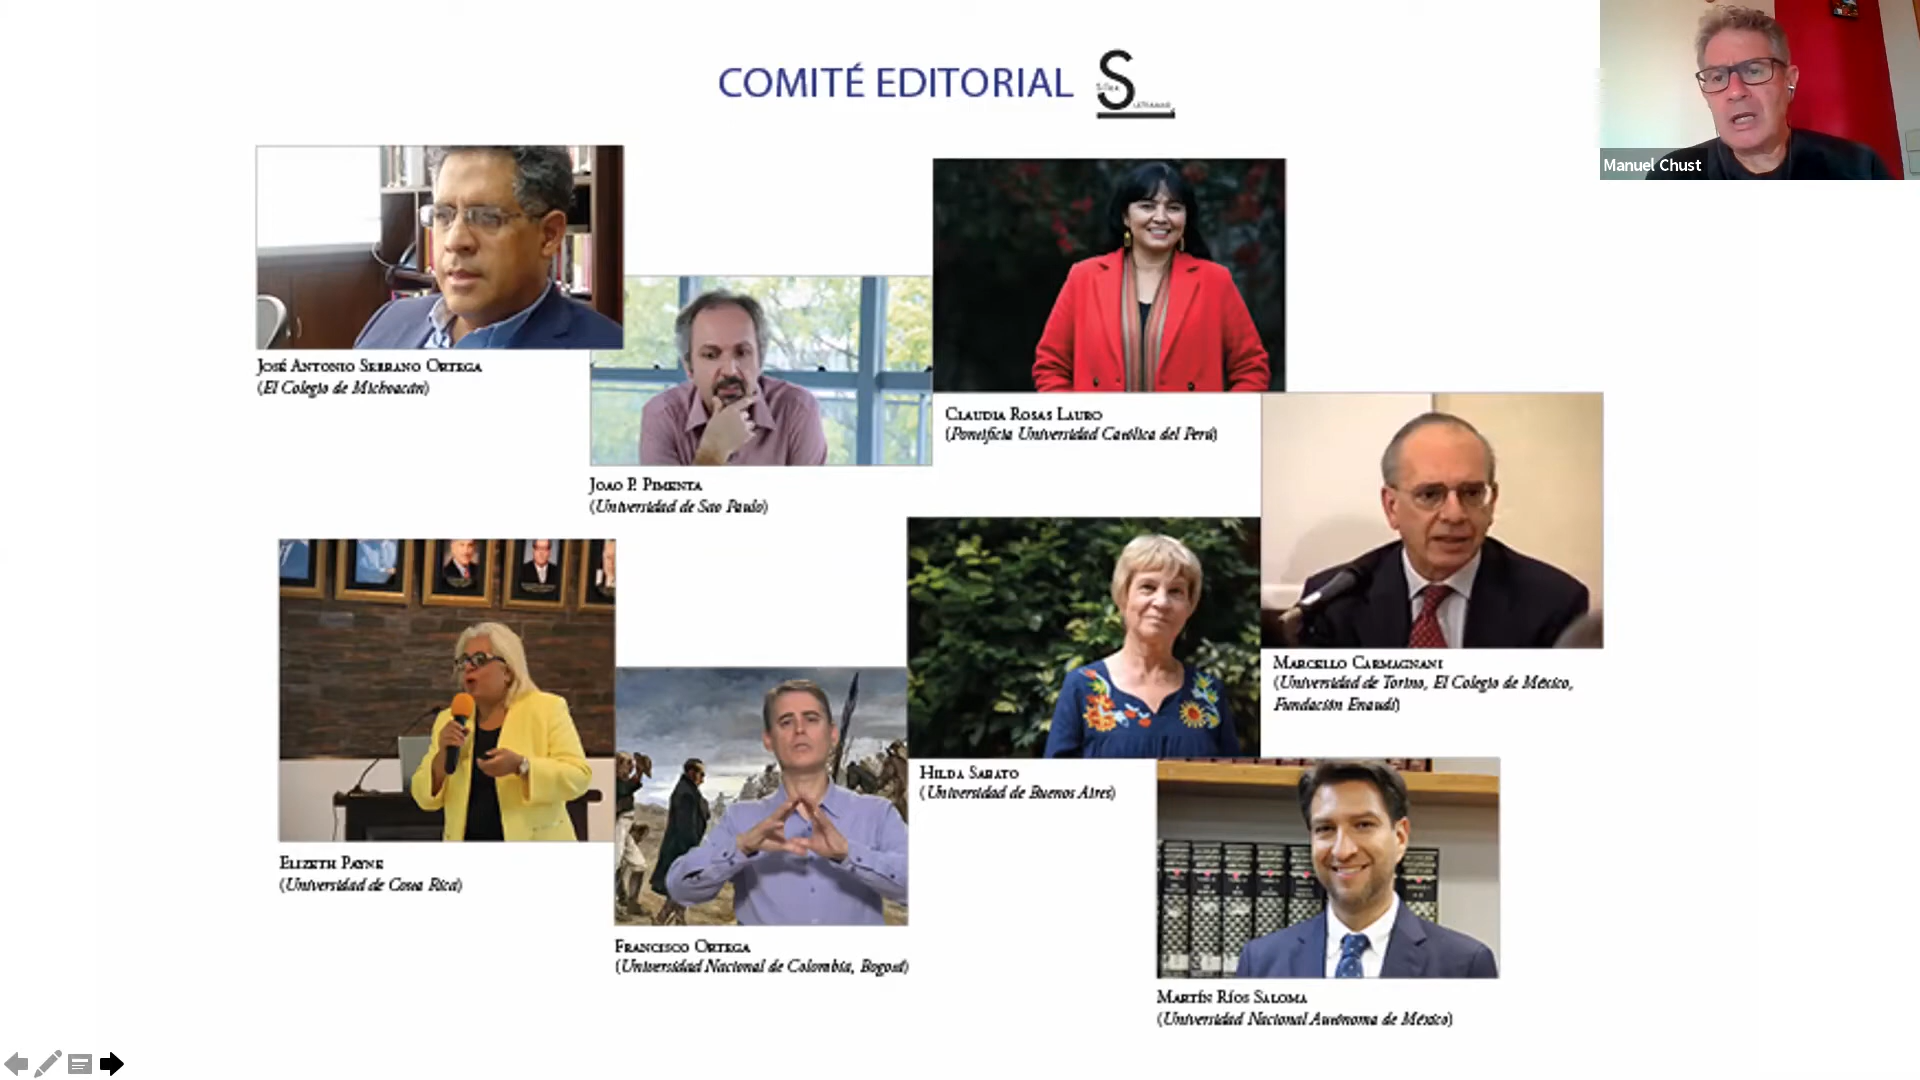 COMITÉ EDITORIAL S
Manuel Chust
JOSÉ ANTONIO SERRANO ORTEGA
(El Colegio de Michoacán)
JOAO P. PIMENTA
(Universidad de Sao Paulo)
CLAUDIA ROSAS LAURO
(Pontificia Universidad Católica del Perú)
MARCELLO CARMAGNANI
(Universidad de Torino, El Colegio de México,
Fundación Enaudi)
ELIZETH PAYNE
(Universidad de Costa Rica)
FRANCISCO ORTEGA
(Universidad Nacional de Colombia, Bogotá)
HILDA SABATO
(Universidad de Buenos Aires)
MARTÍN RÍOS SALOMA
(Universidad Nacional Autónoma de México)